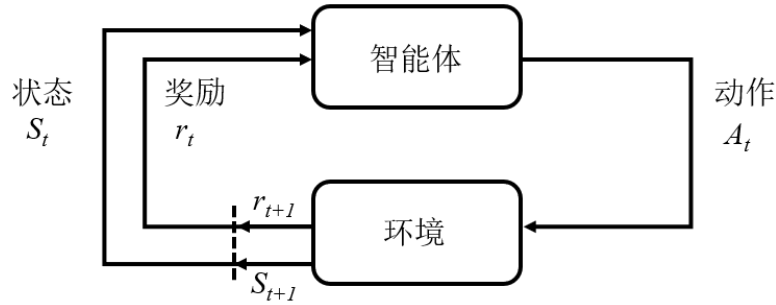 智能体
状态
S_t
奖励
r_t
动作
A_t
r_{t+1}
环境
S_{t+1}